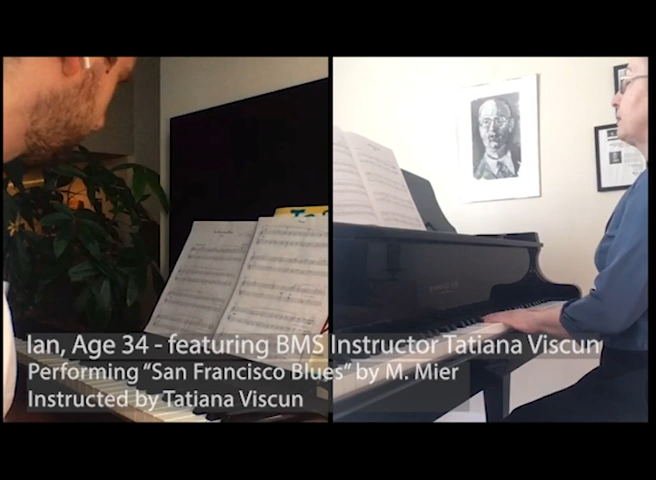 Ian, Age 34 - featuring BMS Instructor Tatiana Viscun
Performing “San Francisco Blues” by M. Mier
Instructed by Tatiana Viscun